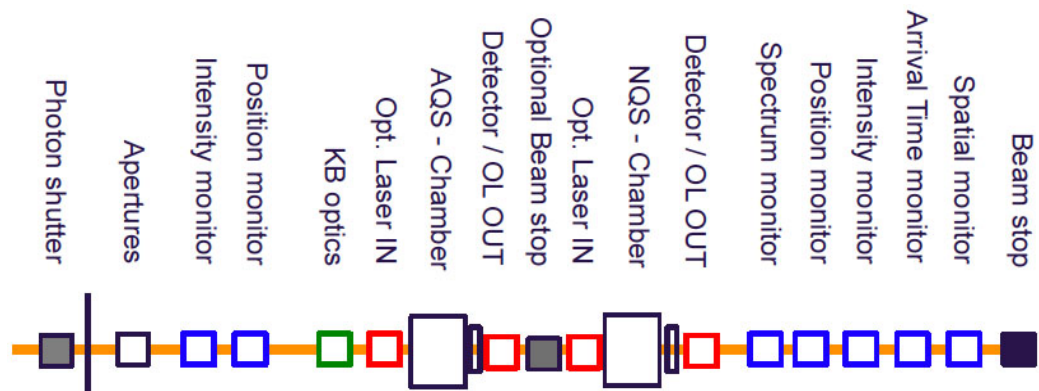 Photon shutter
Apertures
Intensity monitor
Position monitor
KB optics
Opt. Laser IN
AQS - Chamber
Detector / OL OUT
Optional Beam stop
Opt. Laser IN
NQS - Chamber
Detector / OL OUT
Spectrum monitor
Position monitor
Intensity monitor
Arrival Time monitor
Spatial monitor
Beam stop